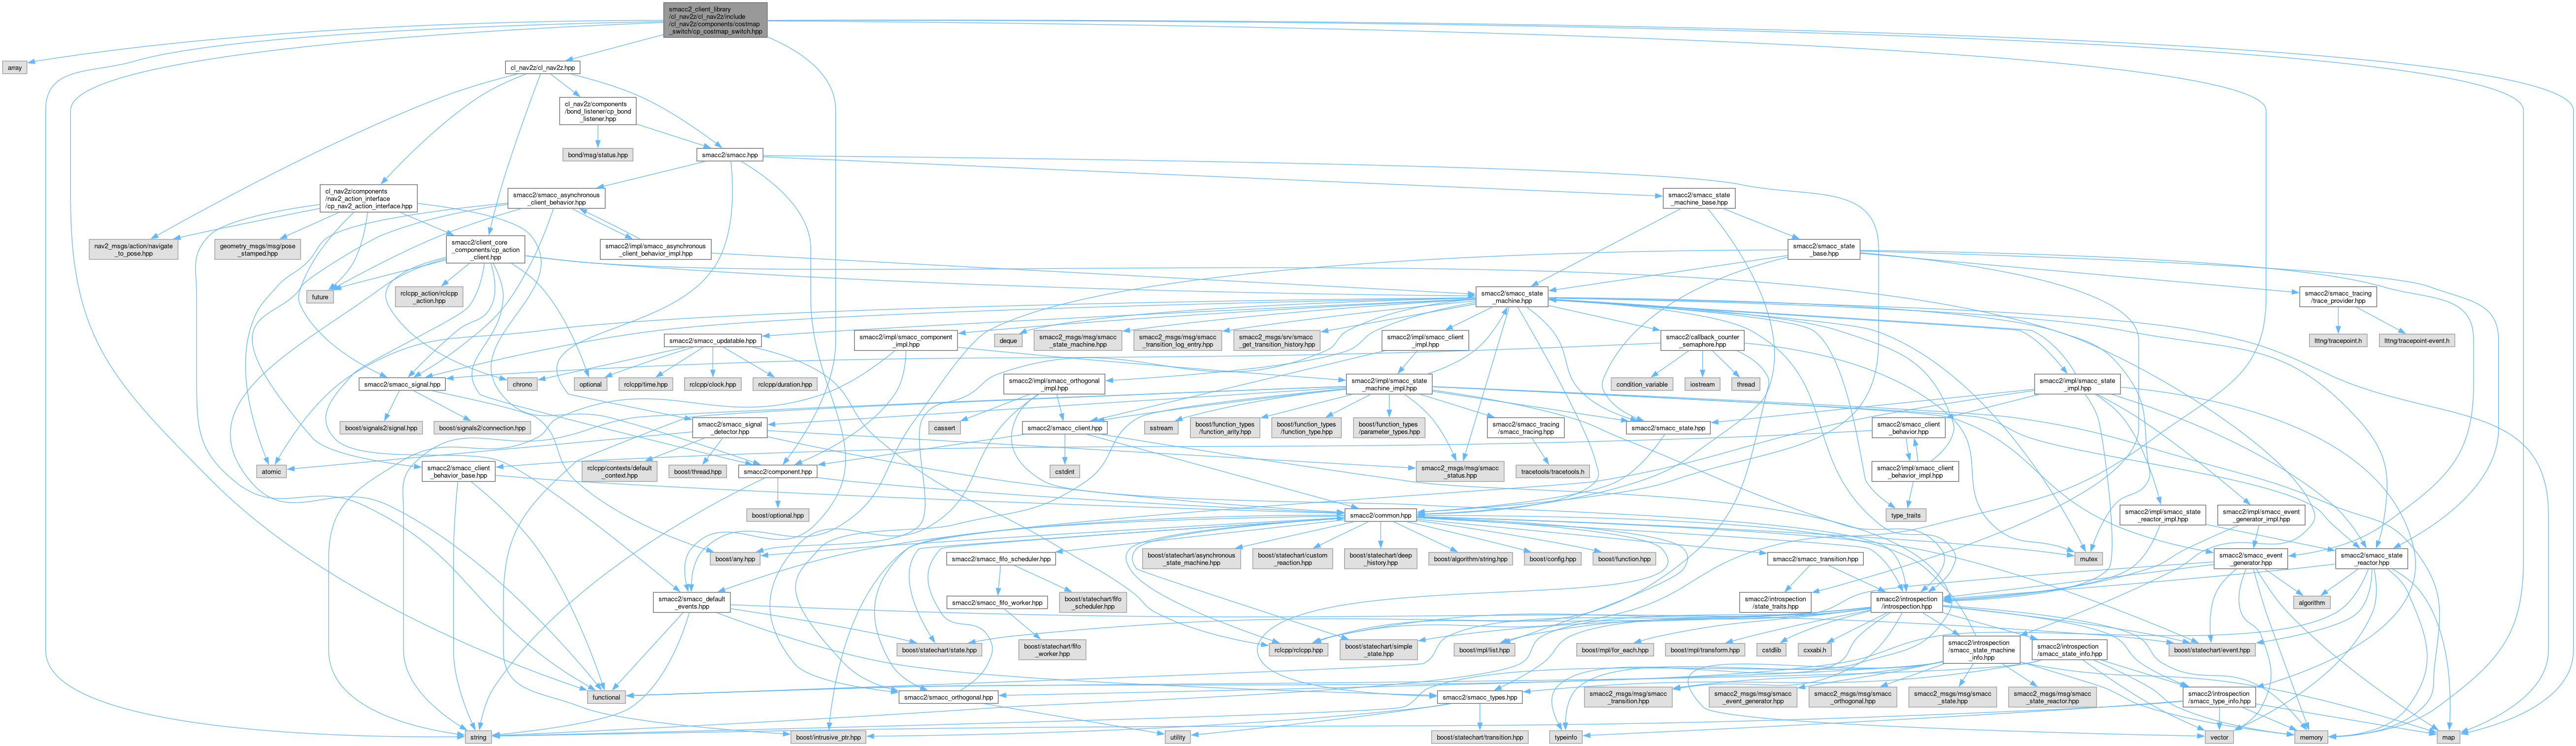 smacc2_client_library
/cl_nav2z/cl_nav2z/include
/cl_nav2z/components/costmap
_switch/cp_costmap_switch.hpp
array
cl_nav2z/cl_nav2z.hpp
cl_nav2z/components
/bond_listener/cp_bond
_listener.hpp
bond/msg/status.hpp
smacc2/smacc.hpp
cl_nav2z/components
/nav2_action_interface
/cp_nav2_action_interface.hpp
smacc2/smacc_asynchronous
_client_behavior.hpp
smacc2/smacc_state
_machine_base.hpp
nav2_msgs/action/navigate
_to_pose.hpp
geometry_msgs/msg/pose
_stamped.hpp
smacc2/client_core
_components/cp_action
_client.hpp
smacc2/impl/smacc_asynchronous
_client_behavior_impl.hpp
smacc2/smacc_state
_base.hpp
future
rclcpp_action/rclcpp
_action.hpp
smacc2/smacc_state
_machine.hpp
smacc2/smacc_tracing
/trace_provider.hpp
smacc2/smacc_updatable.hpp
smacc2/impl/smacc_component
_impl.hpp
deque
smacc2_msgs/msg/smacc
_state_machine.hpp
smacc2_msgs/msg/smacc
_transition_log_entry.hpp
smacc2_msgs/srv/smacc
_get_transition_history.hpp
smacc2/impl/smacc_client
_impl.hpp
smacc2/callback_counter
_semaphore.hpp
lttng/tracepoint.h
lttng/tracepoint-event.h
smacc2/smacc_signal.hpp
chrono
optional
rclcpp/time.hpp
rclcpp/clock.hpp
rclcpp/duration.hpp
smacc2/impl/smacc_orthogonal
_impl.hpp
smacc2/impl/smacc_state
_machine_impl.hpp
condition_variable
iostream
thread
smacc2/impl/smacc_state
_impl.hpp
boost/signals2/signal.hpp
boost/signals2/connection.hpp
smacc2/smacc_signal
_detector.hpp
cassert
smacc2/smacc_client.hpp
sstream
boost/function_types
/function_arity.hpp
boost/function_types
/function_type.hpp
boost/function_types
/parameter_types.hpp
smacc2/smacc_tracing
/smacc_tracing.hpp
smacc2/smacc_state.hpp
smacc2/smacc_client
_behavior.hpp
atomic
smacc2/smacc_client
_behavior_base.hpp
rclcpp/contexts/default
_context.hpp
boost/thread.hpp
smacc2/component.hpp
cstdint
smacc2_msgs/msg/smacc
_status.hpp
tracetools/tracetools.h
smacc2/impl/smacc_client
_behavior_impl.hpp
boost/optional.hpp
smacc2/common.hpp
type_traits
smacc2/impl/smacc_state
_reactor_impl.hpp
smacc2/impl/smacc_event
_generator_impl.hpp
boost/any.hpp
smacc2/smacc_fifo_scheduler.hpp
boost/statechart/asynchronous
_state_machine.hpp
boost/statechart/custom
_reaction.hpp
boost/statechart/deep
_history.hpp
boost/algorithm/string.hpp
boost/config.hpp
boost/function.hpp
smacc2/smacc_transition.hpp
mutex
smacc2/smacc_event
_generator.hpp
smacc2/smacc_state
_reactor.hpp
smacc2/smacc_default
_events.hpp
smacc2/smacc_fifo_worker.hpp
boost/statechart/fifo
_scheduler.hpp
smacc2/introspection
/state_traits.hpp
smacc2/introspection
/introspection.hpp
algorithm
boost/statechart/state.hpp
boost/statechart/fifo
_worker.hpp
rclcpp/rclcpp.hpp
boost/statechart/simple
_state.hpp
boost/mpl/list.hpp
boost/mpl/for_each.hpp
boost/mpl/transform.hpp
cstdlib
cxxabi.h
smacc2/introspection
/smacc_state_machine
_info.hpp
smacc2/introspection
/smacc_state_info.hpp
boost/statechart/event.hpp
functional
smacc2/smacc_orthogonal.hpp
smacc2/smacc_types.hpp
smacc2_msgs/msg/smacc
_transition.hpp
smacc2_msgs/msg/smacc
_event_generator.hpp
smacc2_msgs/msg/smacc
_orthogonal.hpp
smacc2_msgs/msg/smacc
_state.hpp
smacc2_msgs/msg/smacc
_state_reactor.hpp
smacc2/introspection
/smacc_type_info.hpp
string
boost/intrusive_ptr.hpp
utility
boost/statechart/transition.hpp
typeinfo
vector
memory
map